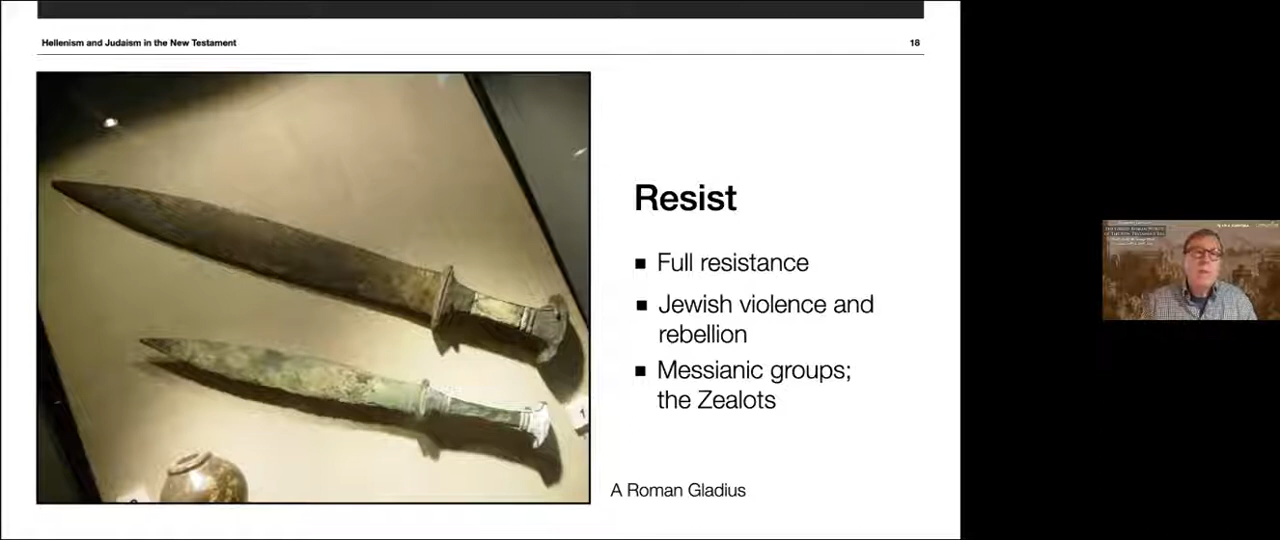 Hellenism and Judaism in the New Testament
18
Resist
■ Full resistance
■ Jewish violence and
rebellion
■ Messianic groups;
the Zealots
A Roman Gladius
1